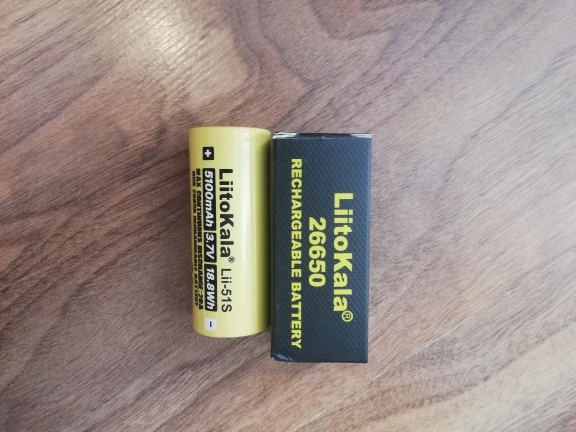 +
LiitoKala® Lii-51S
5100mAh 3.7V 18.8Wh
-
LiitoKala®
26650
RECHARGEABLE BATTERY